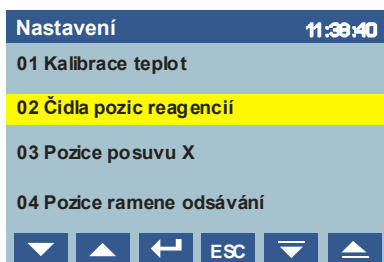 Nastavení 11:38:40
01 Kalibrace teplot
02 Čidla pozic reagencií
03 Pozice posuvu X
04 Pozice ramene odsávání
ESC